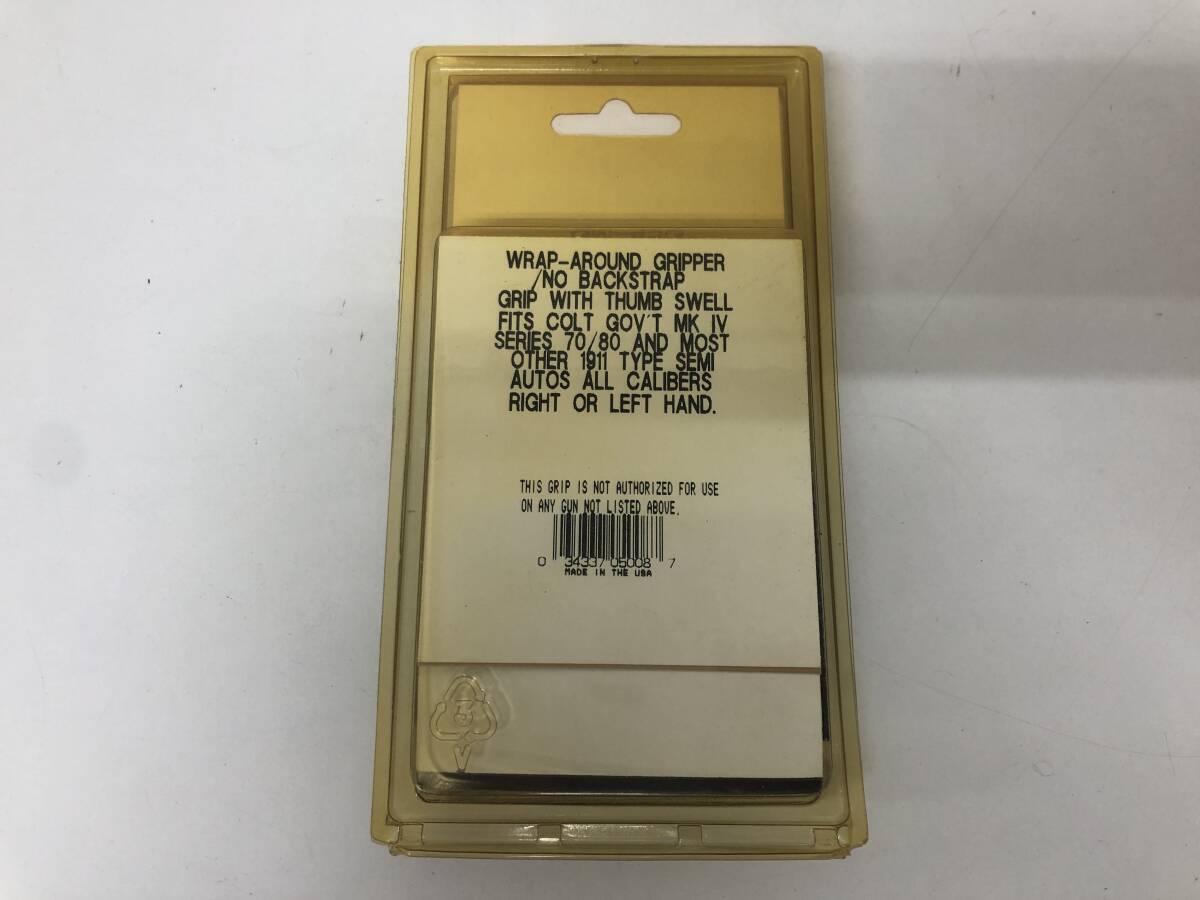 WRAP-AROUND GRIPPER
/NO BACKSTRAP
GRIP WITH THUMB SWELL
FITS COLT GOV'T MK IV
SERIES 70/80 AND MOST
OTHER 1911 TYPE SEMI
AUTOS ALL CALIBERS
RIGHT OR LEFT HAND.
THIS GRIP IS NOT AUTHORIZED FOR USE
ON ANY GUN NOT LISTED ABOVE.
0 34337 05008 7
MADE IN THE USA
3
V